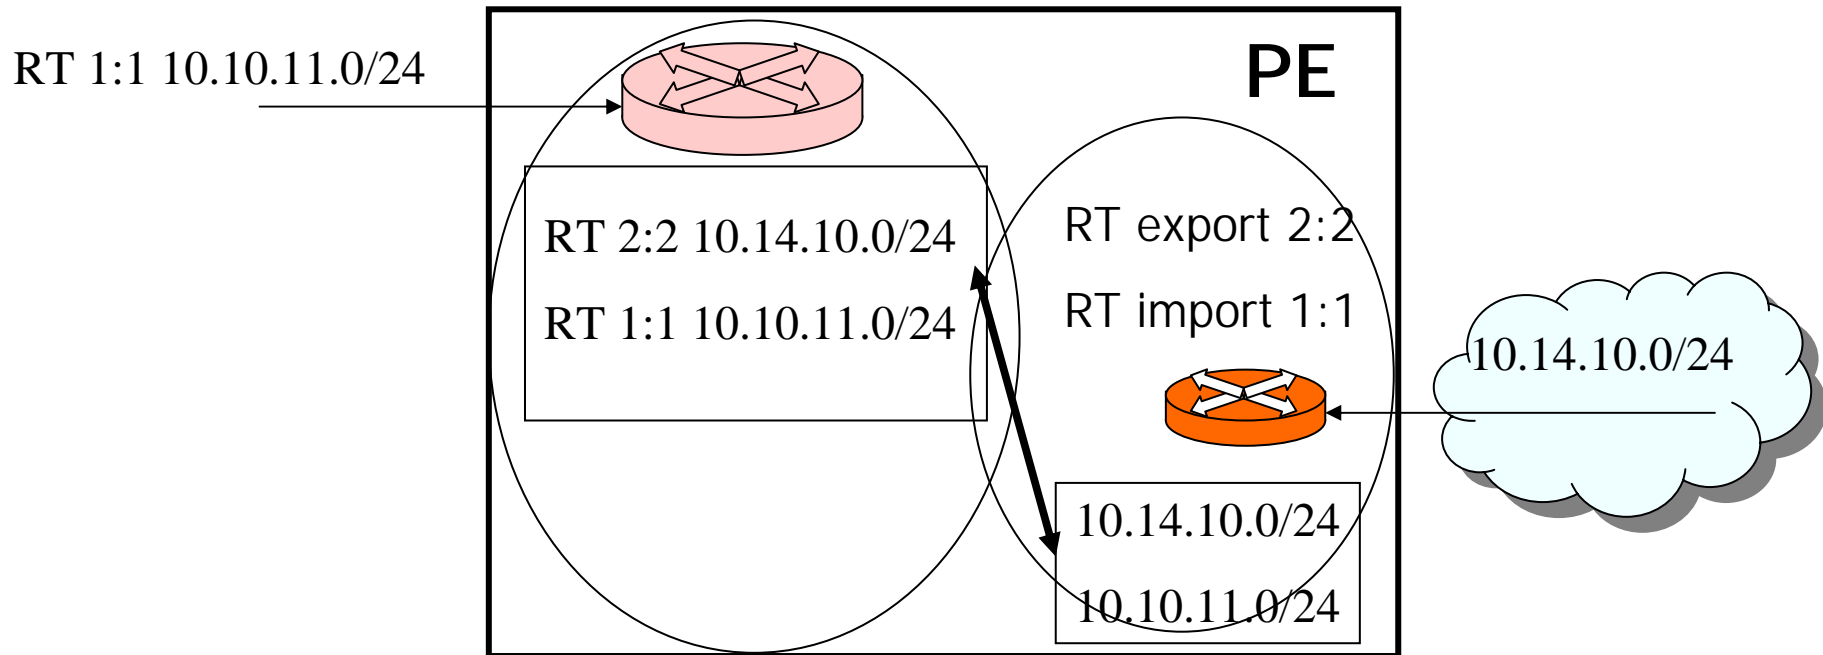 PE
RT 1:1 10.10.11.0/24
RT 2:2 10.14.10.0/24
RT 1:1 10.10.11.0/24
RT export 2:2
RT import 1:1
10.14.10.0/24
10.14.10.0/24
10.10.11.0/24